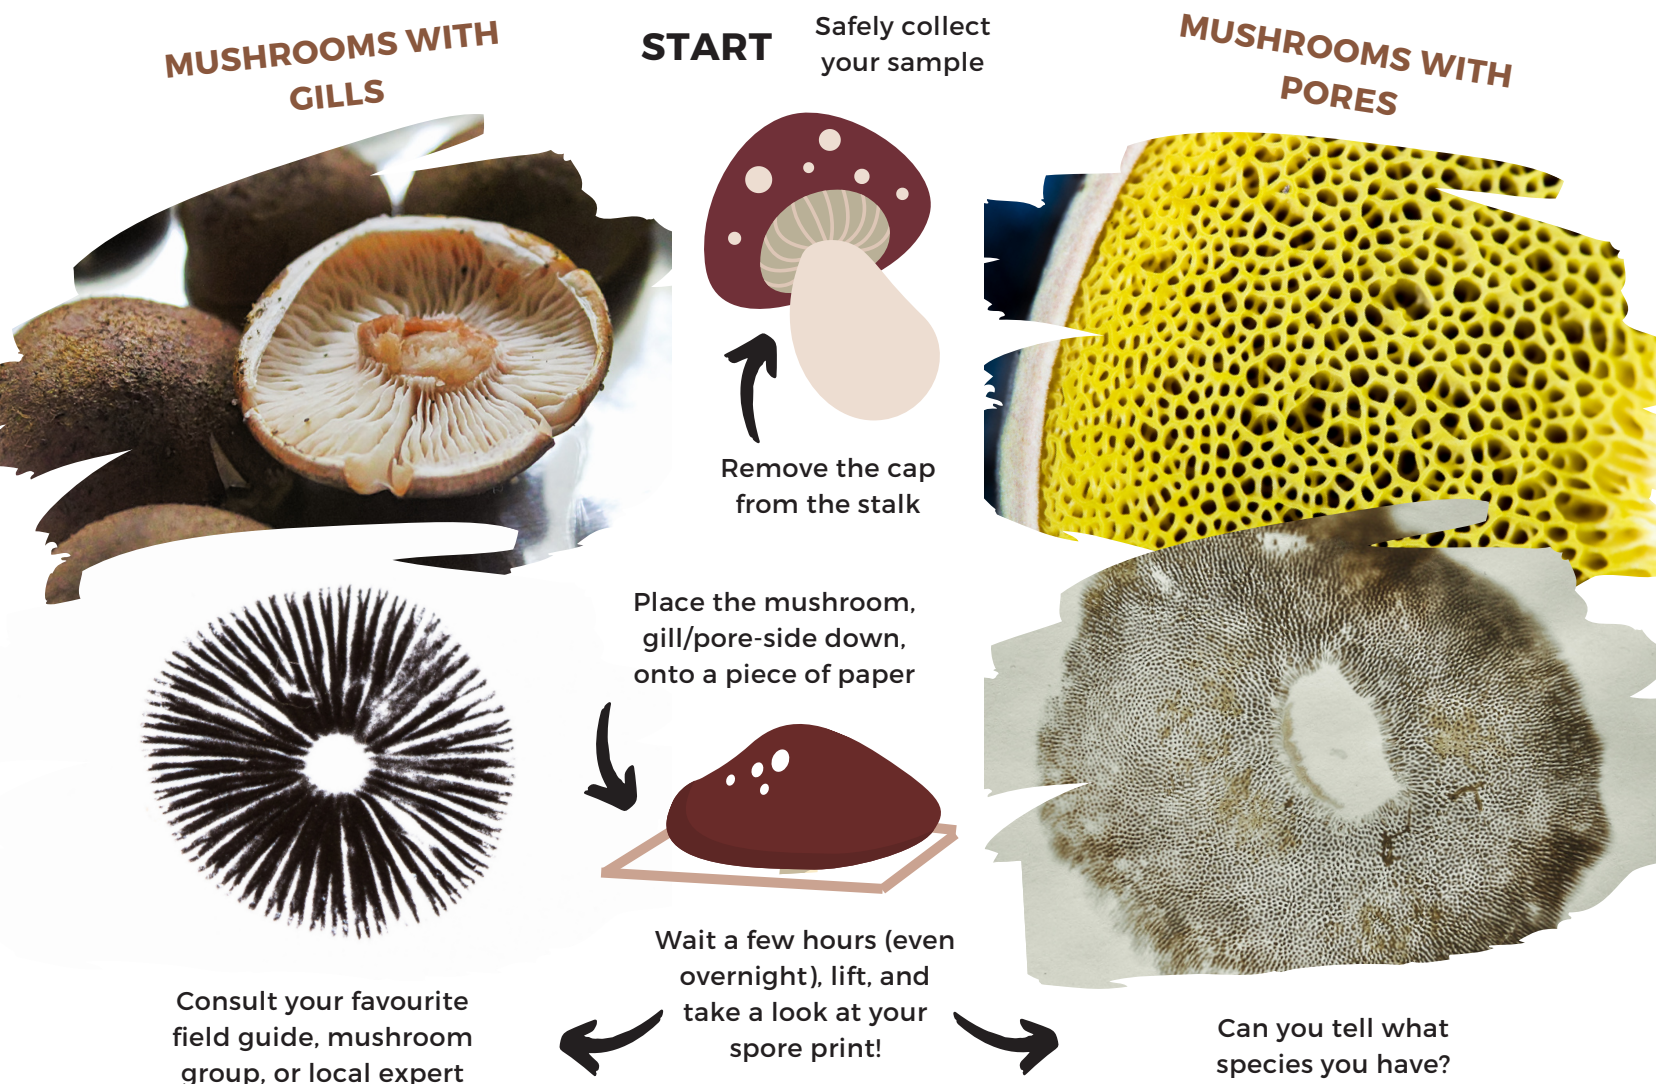 MUSHROOMS WITH
GILLS
START
Safely collect
your sample
MUSHROOMS WITH
PORES
Remove the cap
from the stalk
Place the mushroom,
gill/pore-side down,
onto a piece of paper
Wait a few hours (even
overnight), lift, and
take a look at your
spore print!
Consult your favourite
field guide, mushroom
group, or local expert
Can you tell what
species you have?